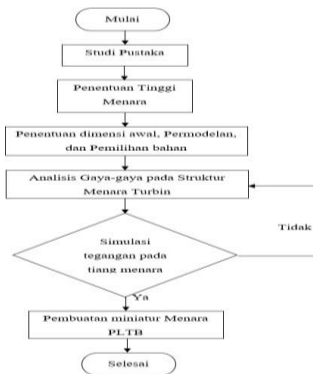 Mulai
Studi Pustaka
Penentuan Tinggi
Menara
Penentuan dimensi awal, Permodelan,
dan Pemilihan bahan
Analisis Gaya-gaya pada Struktur
Menara Turbin
Simulasi
tegangan pada
tiang menara
Tidak
Ya
Pembuatan miniatur Menara
PLTB
Selesai